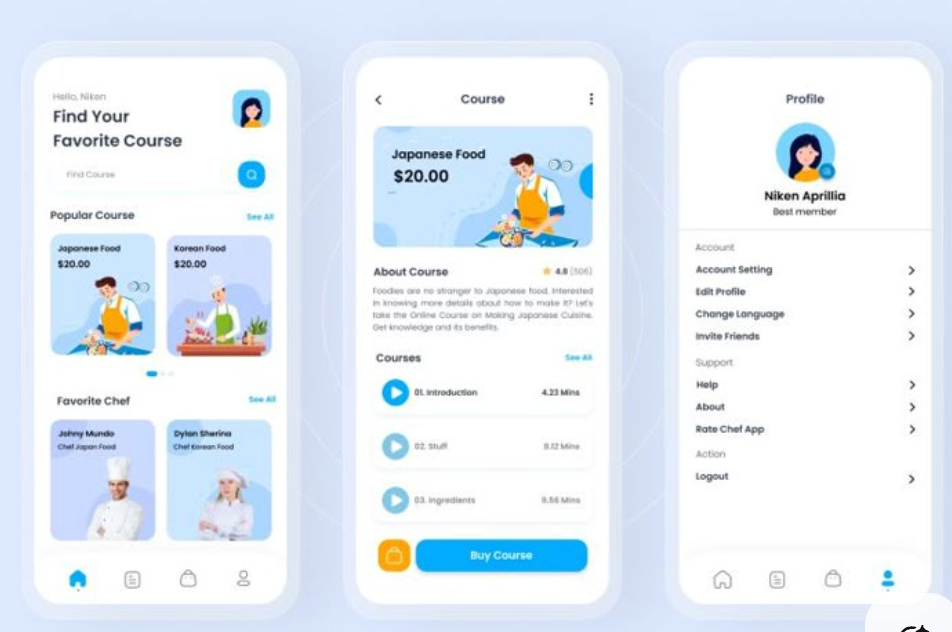 Hello, Niken
Find Your
Favorite Course
Find Course
Popular Course
See All
Japanese Food
$20.00
Korean Food
$20.00
Favorite Chef
See All
Johny Mundo
Chef Japan Food
Dylon Sherina
Chef Korean Food
Course
Japanese Food
$20.00
About Course
4.8 (506)
Foodies are no stranger to Japanese food. Interested
in knowing more details about how to make it? Let's
take the Online Course on Making Japanese Cuisine.
Get knowledge and its benefits.
Courses
See All
01. Introduction
4.23 Mins
02. Stuff
8.12 Mins
03. Ingredients
9.56 Mins
Buy Course
Profile
Niken Aprillia
Best member
Account
Account Setting
Edit Profile
Change Language
Invite Friends
Support
Help
About
Rate Chef App
Action
Logout